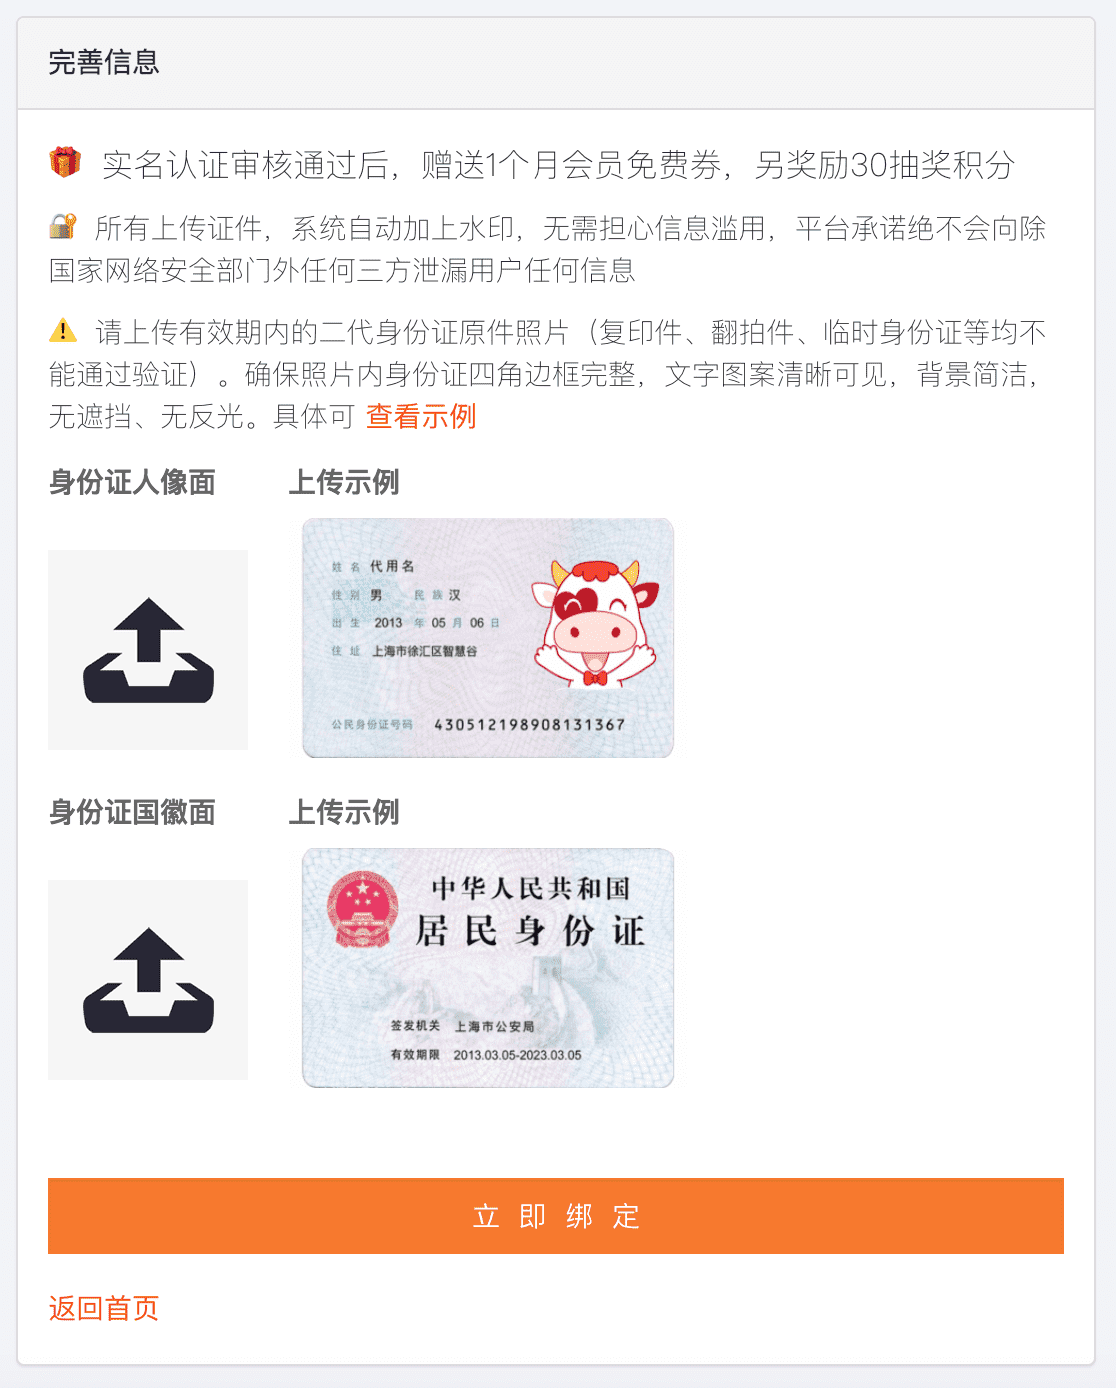 完善信息
实名认证审核通过后，赠送1个月会员免费券，另奖励30抽奖积分
所有上传证件，系统自动加上水印，无需担心信息滥用，平台承诺绝不会向除
国家网络安全部门外任何三方泄漏用户任何信息
请上传有效期内的二代身份证原件照片（复印件、翻拍件、临时身份证等均不
能通过验证）。确保照片内身份证四角边框完整，文字图案清晰可见，背景简洁，
无遮挡、无反光。具体可 查看示例
身份证人像面 上传示例
姓 名 代用名
性 别 男 民 族 汉
出 生 2013 年 05 月 06 日
住 址 上海市徐汇区智慧谷
公民身份证号码 430512198908131367
身份证国徽面 上传示例
中华人民共和国
居民身份证
签发机关 上海市公安局
有效期限 2013.03.05-2023.03.05
立即绑定
返回首页